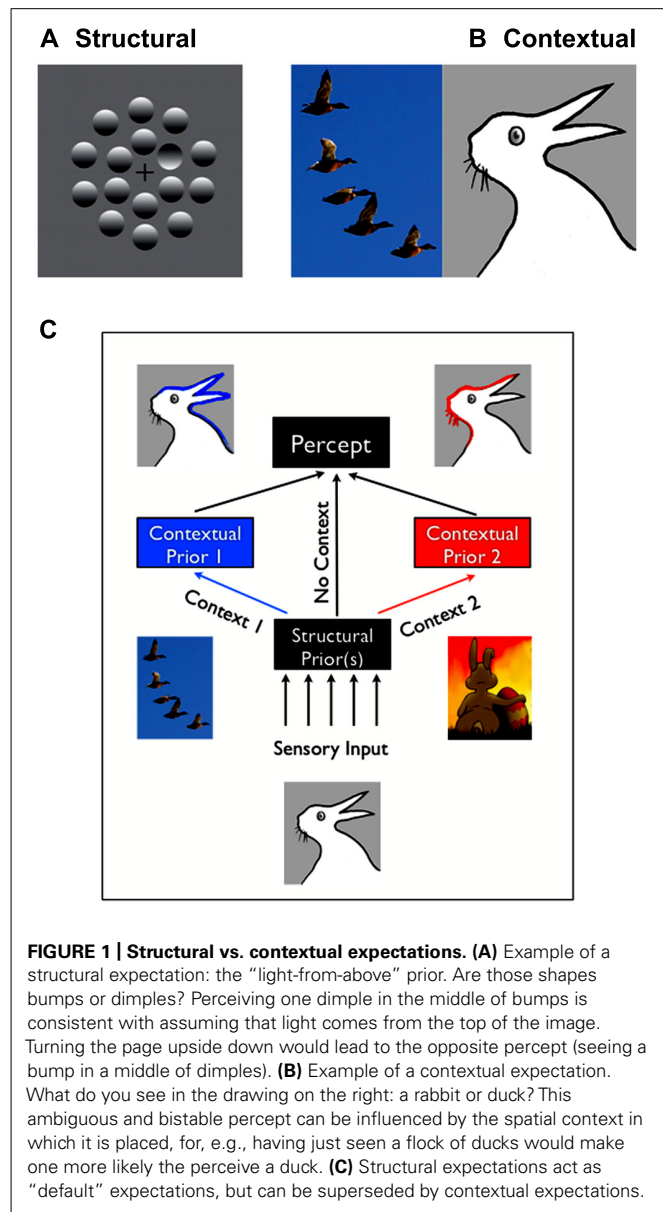 A Structural
B Contextual
C
Percept
Contextual
Prior 1
No Context
Contextual
Prior 2
Context 1
Structural
Prior(s)
Context 2
Sensory Input
FIGURE 1 | Structural vs. contextual expectations. (A) Example of a
structural expectation: the “light-from-above” prior. Are those shapes
bumps or dimples? Perceiving one dimple in the middle of bumps is
consistent with assuming that light comes from the top of the image.
Turning the page upside down would lead to the opposite percept (seeing a
bump in a middle of dimples). (B) Example of a contextual expectation.
What do you see in the drawing on the right: a rabbit or duck? This
ambiguous and bistable percept can be influenced by the spatial context in
which it is placed, for, e.g., having just seen a flock of ducks would make
one more likely the perceive a duck. (C) Structural expectations act as
“default” expectations, but can be superseded by contextual expectations.